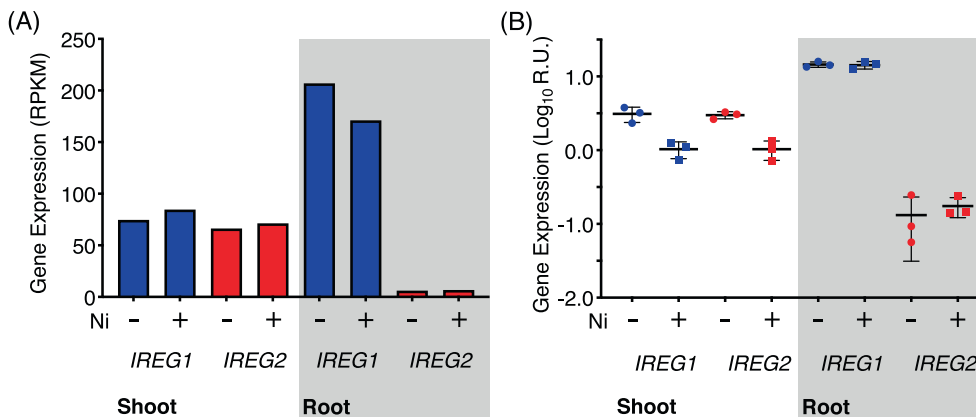 (A)
Gene Expression (RPKM)
250
200
150
100
50
0
Ni - + - + - + - +
IREG1 IREG2 IREG1 IREG2
Shoot Root
(B)
Gene Expression (Log10 R.U.)
1.0
0.0
-1.0
-2.0
Ni - + - + - + - +
IREG1 IREG2 IREG1 IREG2
Shoot Root